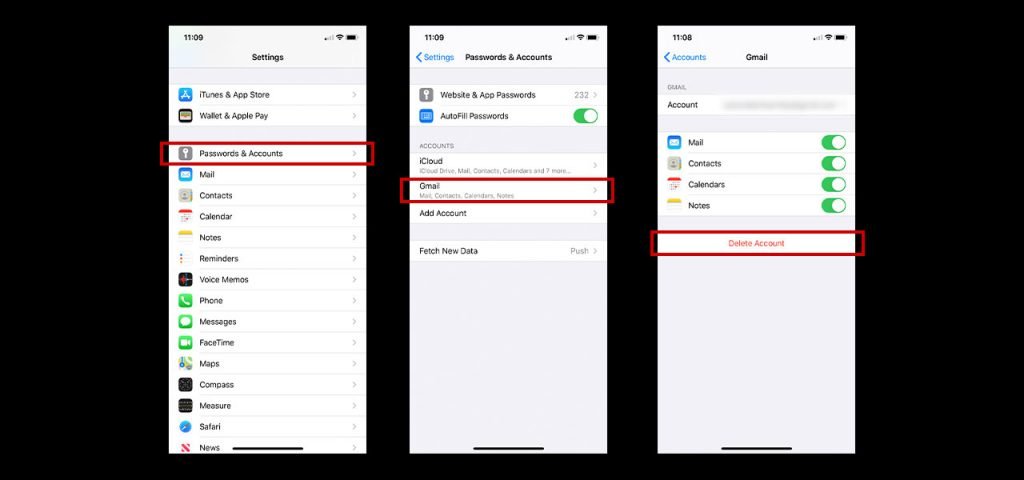 11:09
Settings
iTunes & App Store
Wallet & Apple Pay
Passwords & Accounts
Mail
Contacts
Calendar
Notes
Reminders
Voice Memos
Phone
Messages
FaceTime
Maps
Compass
Measure
Safari
News
11:09
Settings Passwords & Accounts
Website & App Passwords 232
AutoFill Passwords
ACCOUNTS
iCloud
iCloud Drive, Mail, Contacts, Calendars and 7 more...
Gmail
Mail, Contacts, Calendars, Notes
Add Account
Fetch New Data Push
11:08
Accounts Gmail
GMAIL
Account
Mail
Contacts
Calendars
Notes
Delete Account